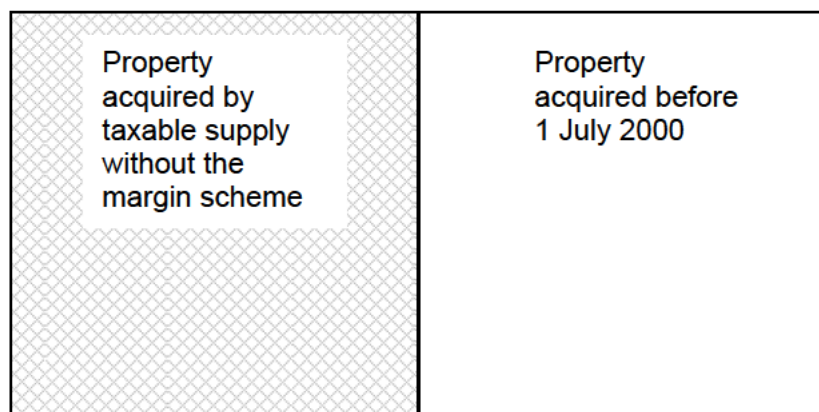 Property
acquired by
taxable supply
without the
margin scheme
Property
acquired before
1 July 2000